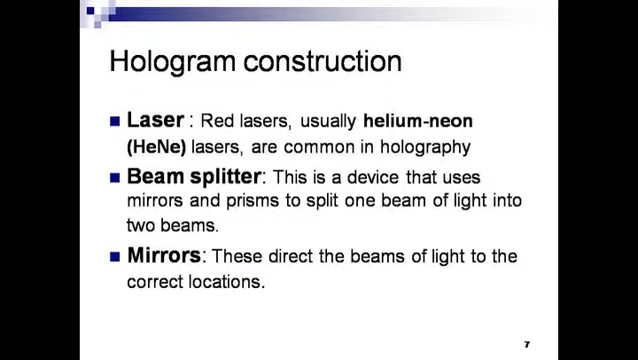 Hologram construction
Laser : Red lasers, usually helium-neon
(HeNe) lasers, are common in holography
Beam splitter: This is a device that uses
mirrors and prisms to split one beam of light into
two beams.
Mirrors: These direct the beams of light to the
correct locations.
7